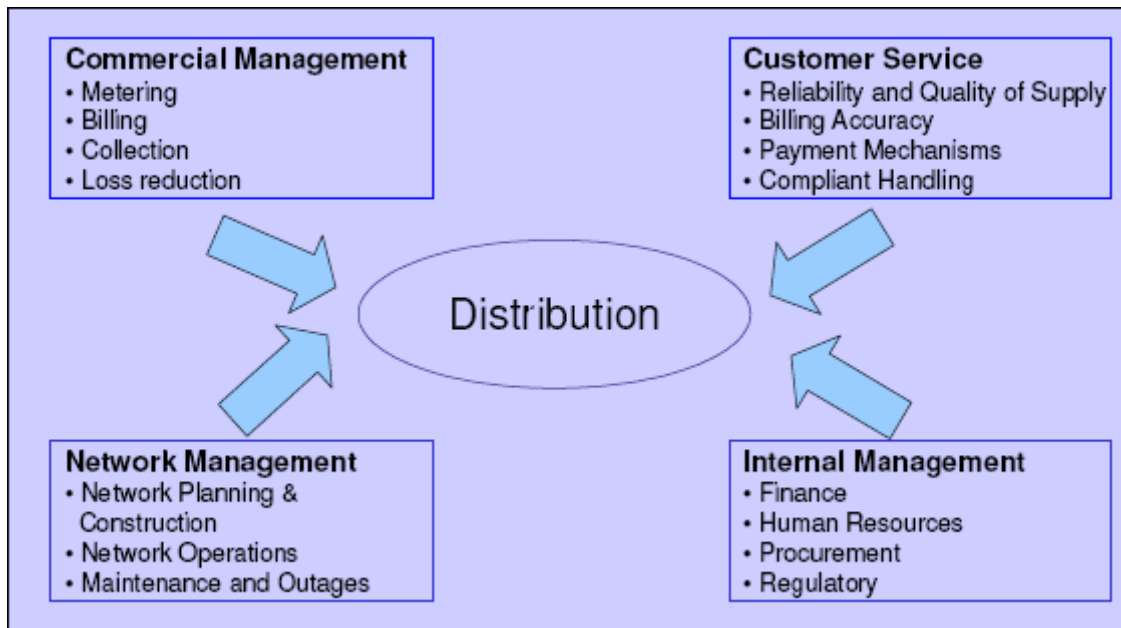 Commercial Management
• Metering
• Billing
• Collection
• Loss reduction
Customer Service
• Reliability and Quality of Supply
• Billing Accuracy
• Payment Mechanisms
• Compliant Handling
Distribution
Network Management
• Network Planning &
Construction
• Network Operations
• Maintenance and Outages
Internal Management
• Finance
• Human Resources
• Procurement
• Regulatory